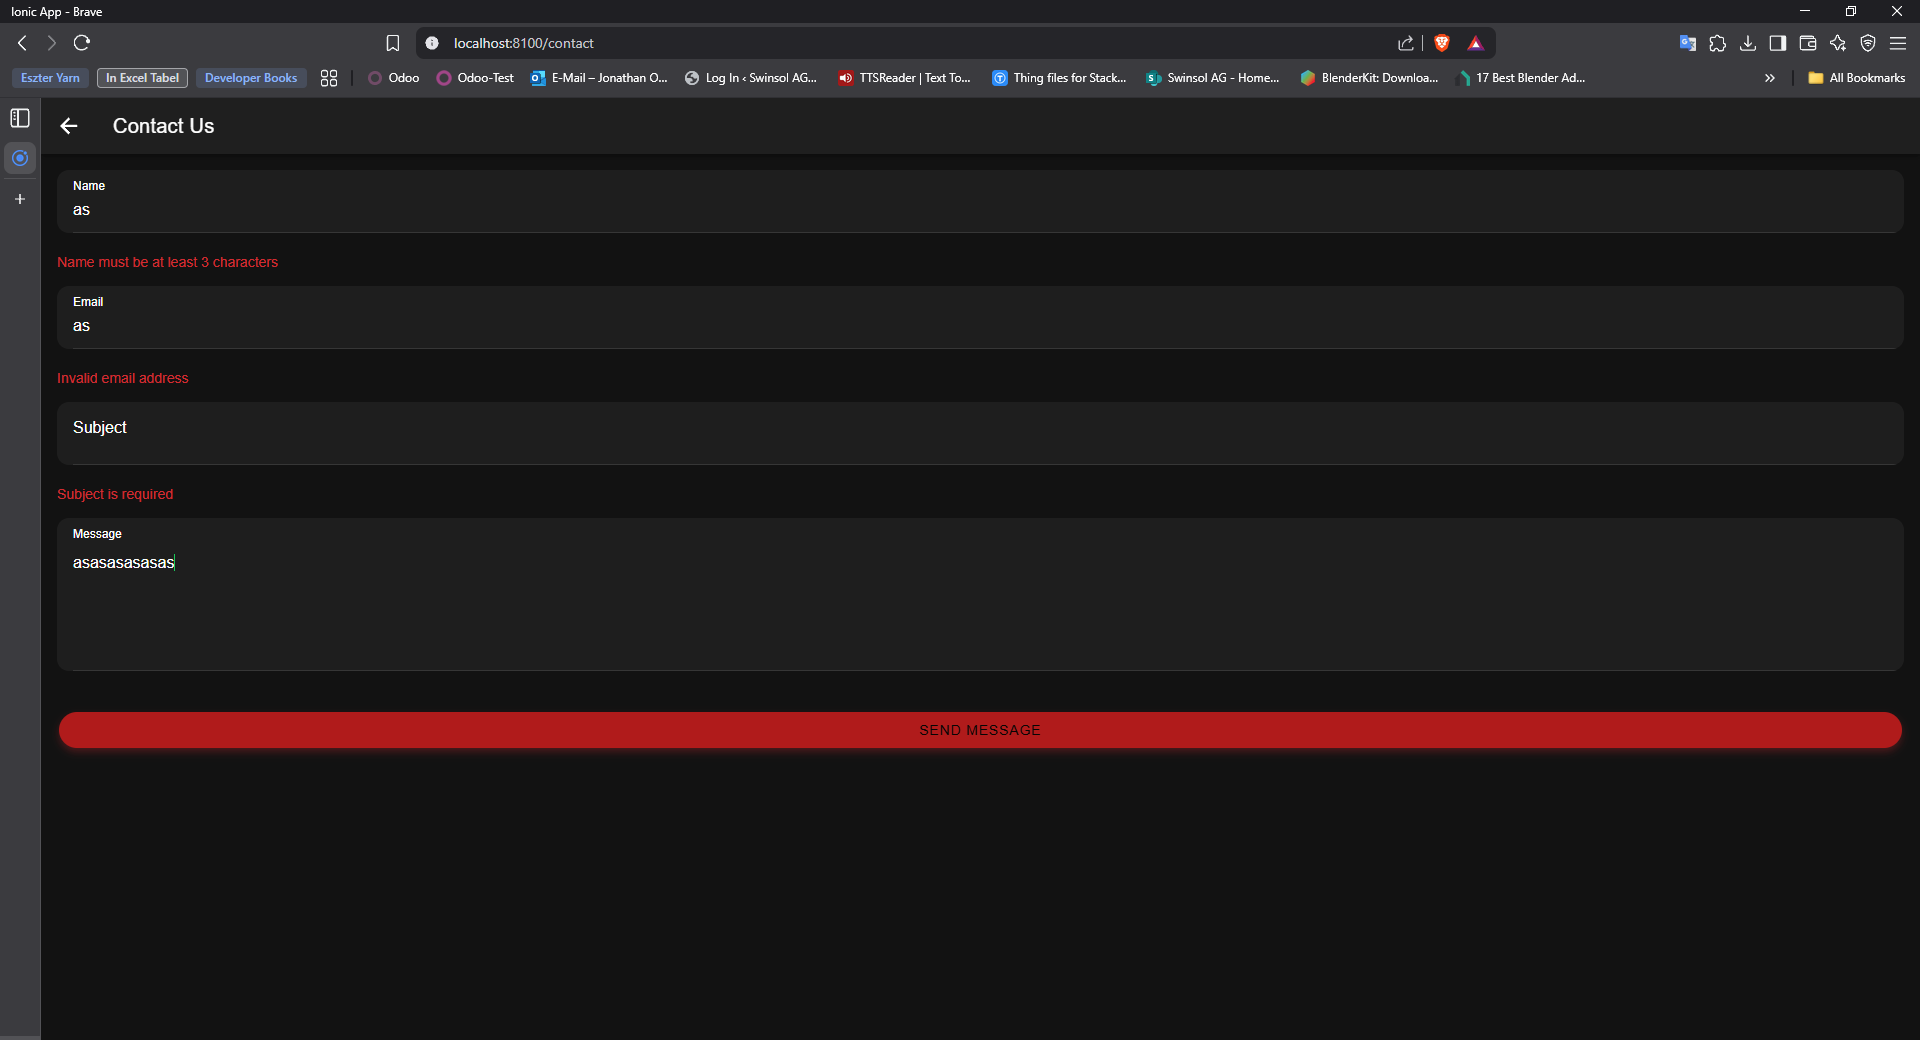 Ionic App - Brave
localhost:8100/contact
Eszter Yarn In Excel Tabel Developer Books Odoo Odoo-Test E-Mail – Jonathan O... Log In < Swinsol AG... TTSReader | Text To... Thing files for Stack... Swinsol AG - Home... BlenderKit: Downloa... 17 Best Blender Ad... » All Bookmarks
Contact Us
Name
as
Name must be at least 3 characters
Email
as
Invalid email address
Subject
Subject is required
Message
asasasasasas
SEND MESSAGE